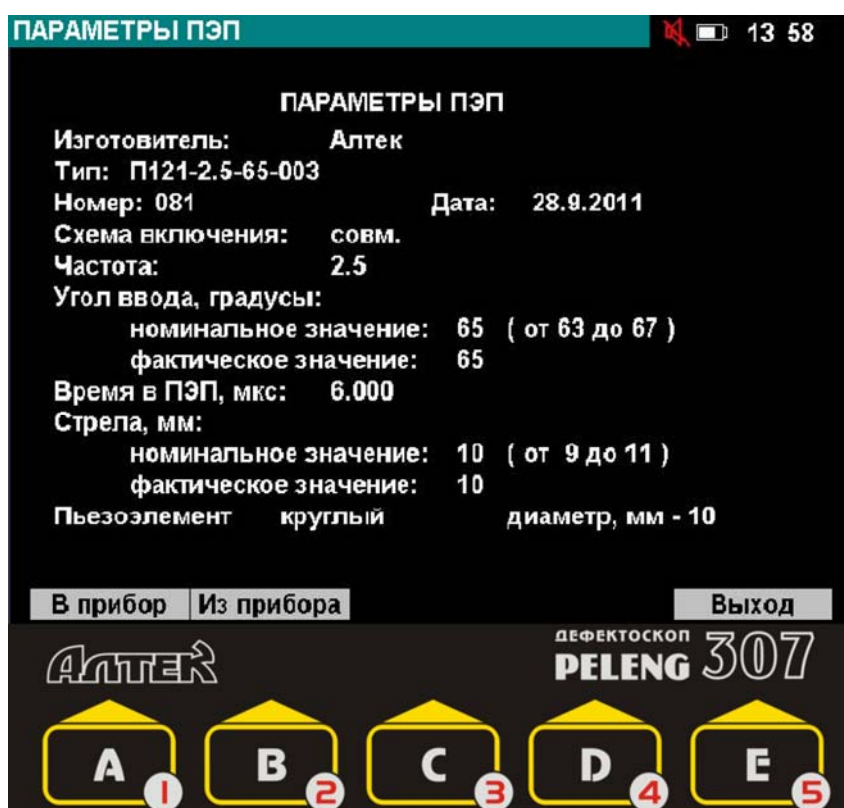 ПАРАМЕТРЫ ПЭП 13 58
ПАРАМЕТРЫ ПЭП
Изготовитель: Алтек
Тип: П121-2.5-65-003
Номер: 081 Дата: 28.9.2011
Схема включения: совм.
Частота: 2.5
Угол ввода, градусы:
номинальное значение: 65 ( от 63 до 67 )
фактическое значение: 65
Время в ПЭП, мкс: 6.000
Стрела, мм:
номинальное значение: 10 ( от 9 до 11 )
фактическое значение: 10
Пьезоэлемент круглый диаметр, мм - 10
В прибор Из прибора Выход
АЛТЕК ДЕФЕКТОСКОП
PELENG 307
A B C D E
1 2 3 4 5